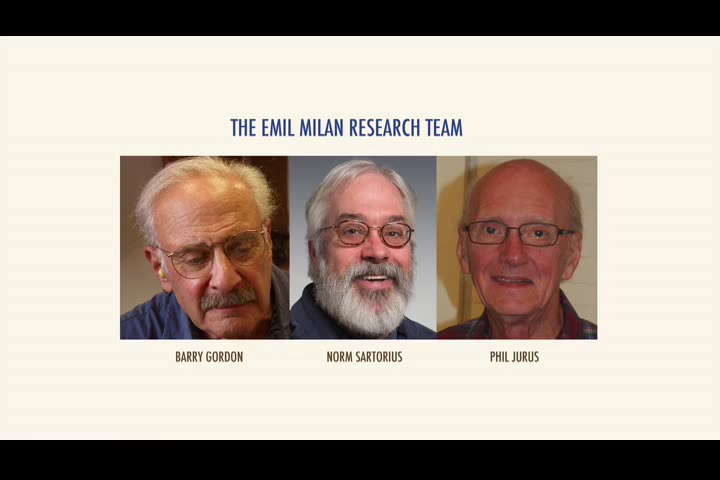 THE EMIL MILAN RESEARCH TEAM
BARRY GORDON
NORM SARTORIUS
PHIL JURUS